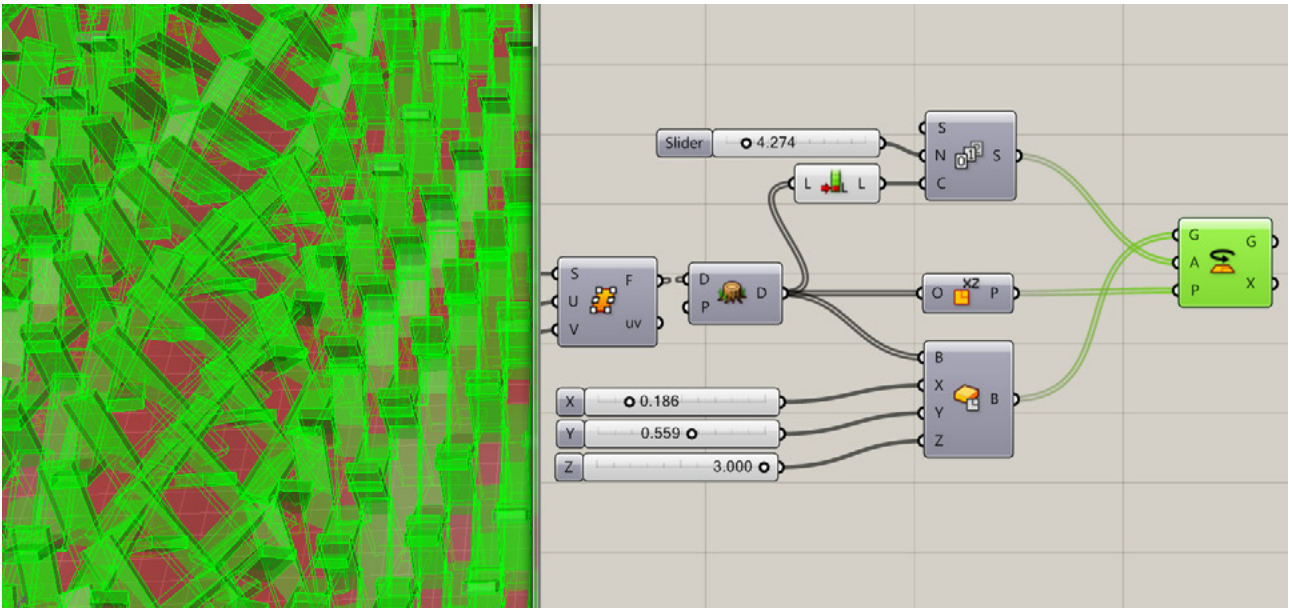 Slider 4.274
S
N S
C
L L L
S F
U
V uv
D D
P
O XZ P
B
X B
Y
Z
X 0.186
Y 0.559
Z 3.000
G G
A
P X